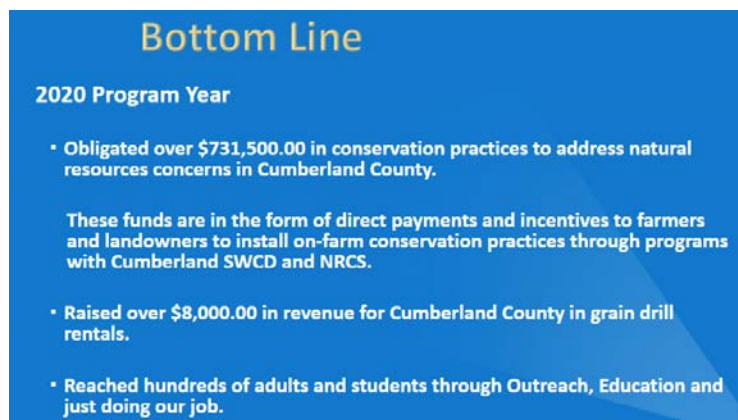 Bottom Line
2020 Program Year
▪ Obligated over $731,500.00 in conservation practices to address natural
resources concerns in Cumberland County.
These funds are in the form of direct payments and incentives to farmers
and landowners to install on-farm conservation practices through programs
with Cumberland SWCD and NRCS.
▪ Raised over $8,000.00 in revenue for Cumberland County in grain drill
rentals.
▪ Reached hundreds of adults and students through Outreach, Education and
just doing our job.